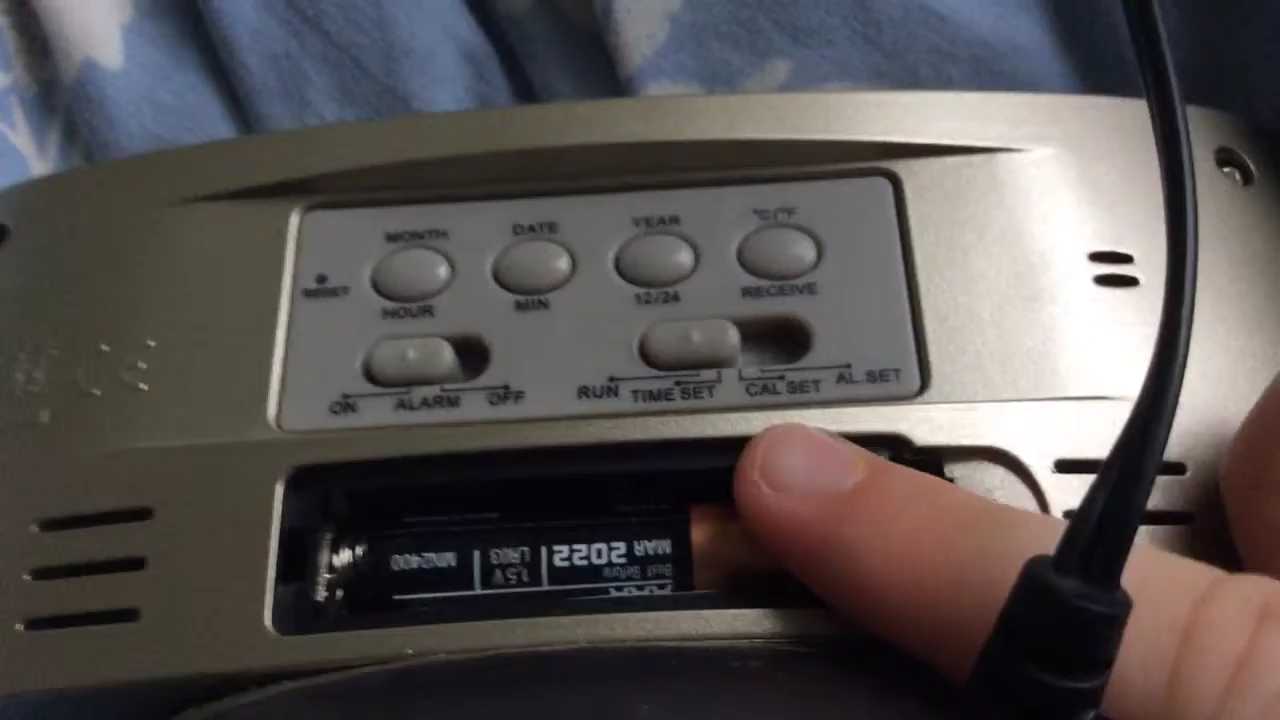 MONTH DATE YEAR °C/°F
RESET
HOUR MIN 12/24 RECEIVE
ON ALARM OFF RUN TIME SET CAL SET AL.SET
MN2400 LR03 1,5V MAR 2022
Best Before
AAA